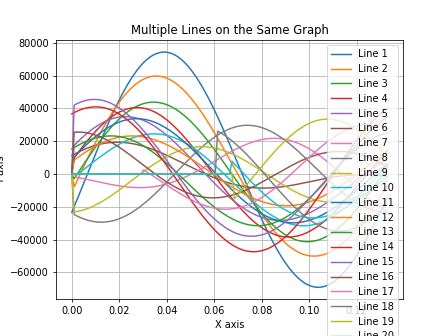 Multiple Lines on the Same Graph
80000
60000
40000
20000
0
−20000
−40000
−60000
0.00
0.02
0.04
0.06
0.08
0.10
X axis
Line 1
Line 2
Line 3
Line 4
Line 5
Line 6
Line 7
Line 8
Line 9
Line 10
Line 11
Line 12
Line 13
Line 14
Line 15
Line 16
Line 17
Line 18
Line 19
Line 20